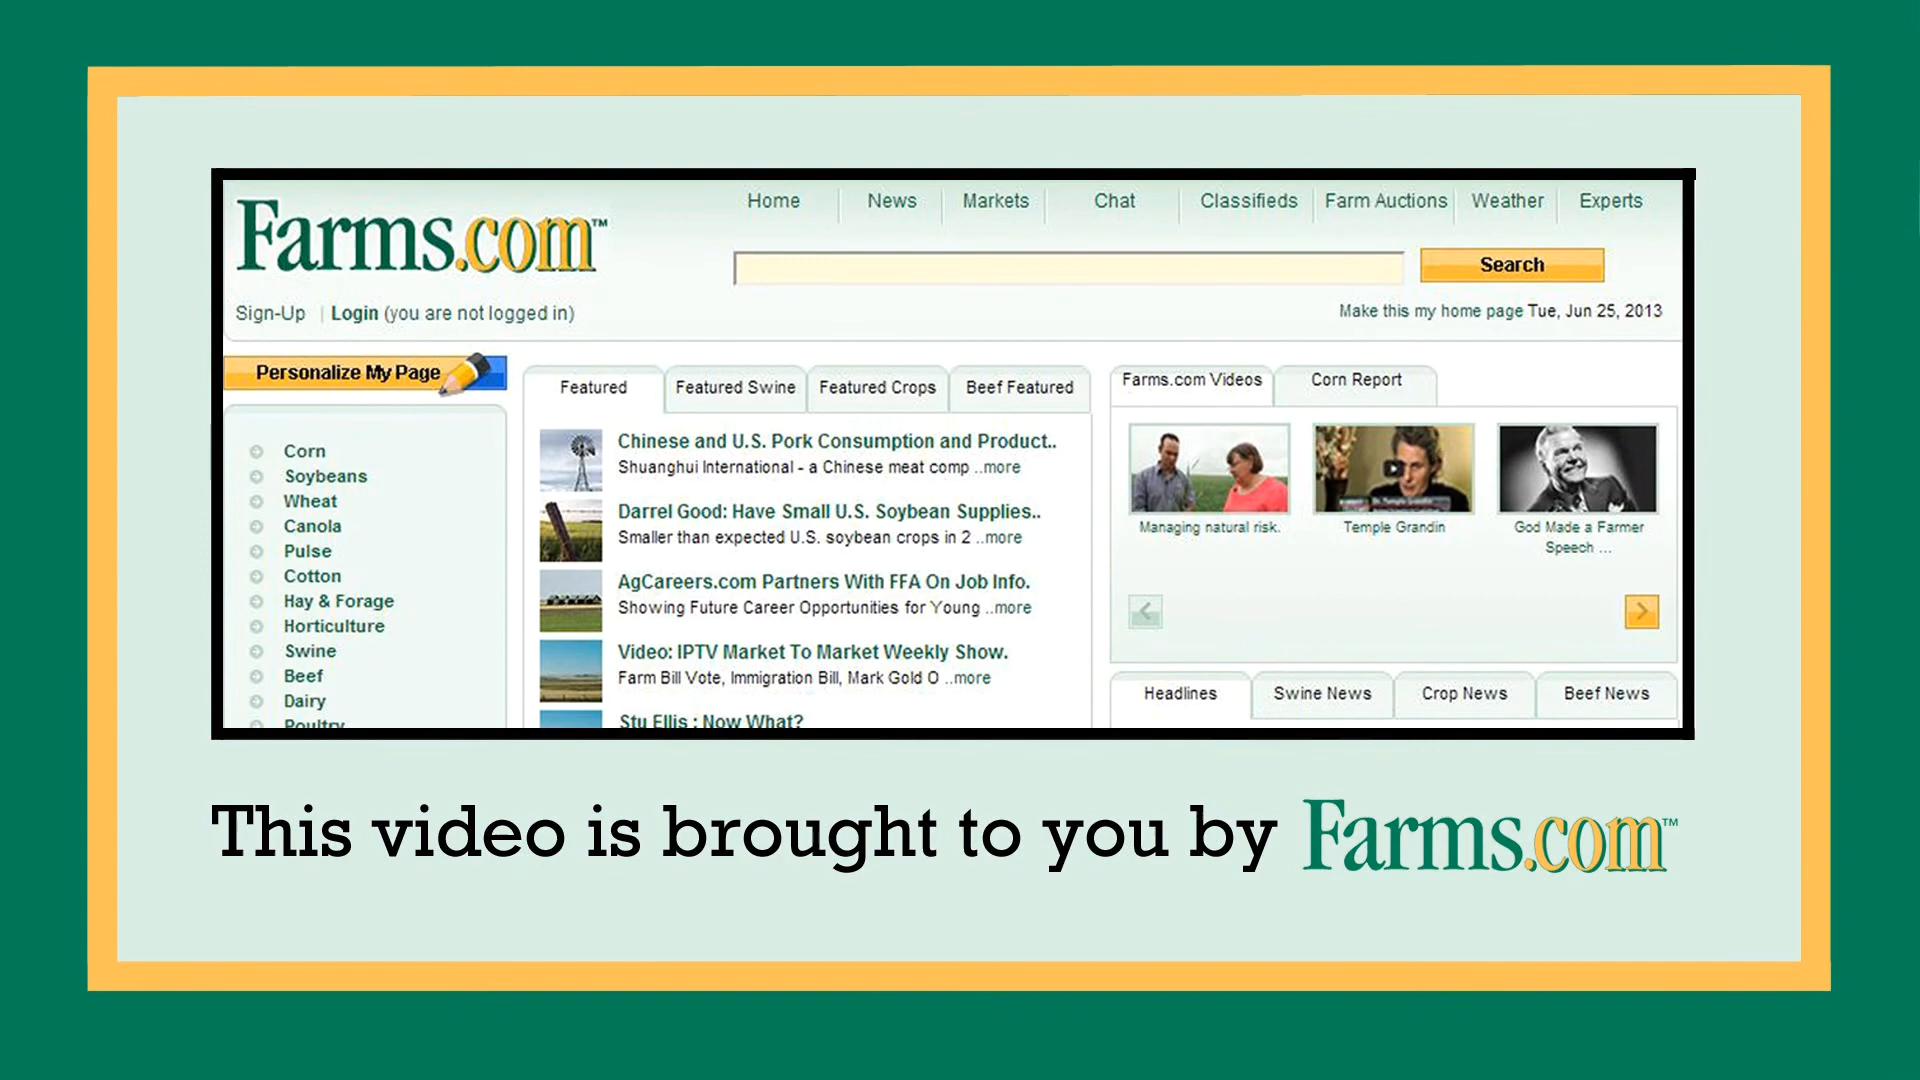 Farms.com™
Home News Markets Chat Classifieds Farm Auctions Weather Experts
Search
Sign-Up | Login (you are not logged in)
Make this my home page Tue, Jun 25, 2013
Personalize My Page
Corn
Soybeans
Wheat
Canola
Pulse
Cotton
Hay & Forage
Horticulture
Swine
Beef
Dairy
Poultry
Featured Featured Swine Featured Crops Beef Featured
Chinese and U.S. Pork Consumption and Product..
Shuanghui International - a Chinese meat comp ..more
Darrel Good: Have Small U.S. Soybean Supplies..
Smaller than expected U.S. soybean crops in 2 ..more
AgCareers.com Partners With FFA On Job Info.
Showing Future Career Opportunities for Young ..more
Video: IPTV Market To Market Weekly Show.
Farm Bill Vote, Immigration Bill, Mark Gold O ..more
Stu Ellis : Now What?
Farms.com Videos Corn Report
Managing natural risk.
Temple Grandin
God Made a Farmer
Speech ...
Headlines Swine News Crop News Beef News
This video is brought to you by Farms.com™